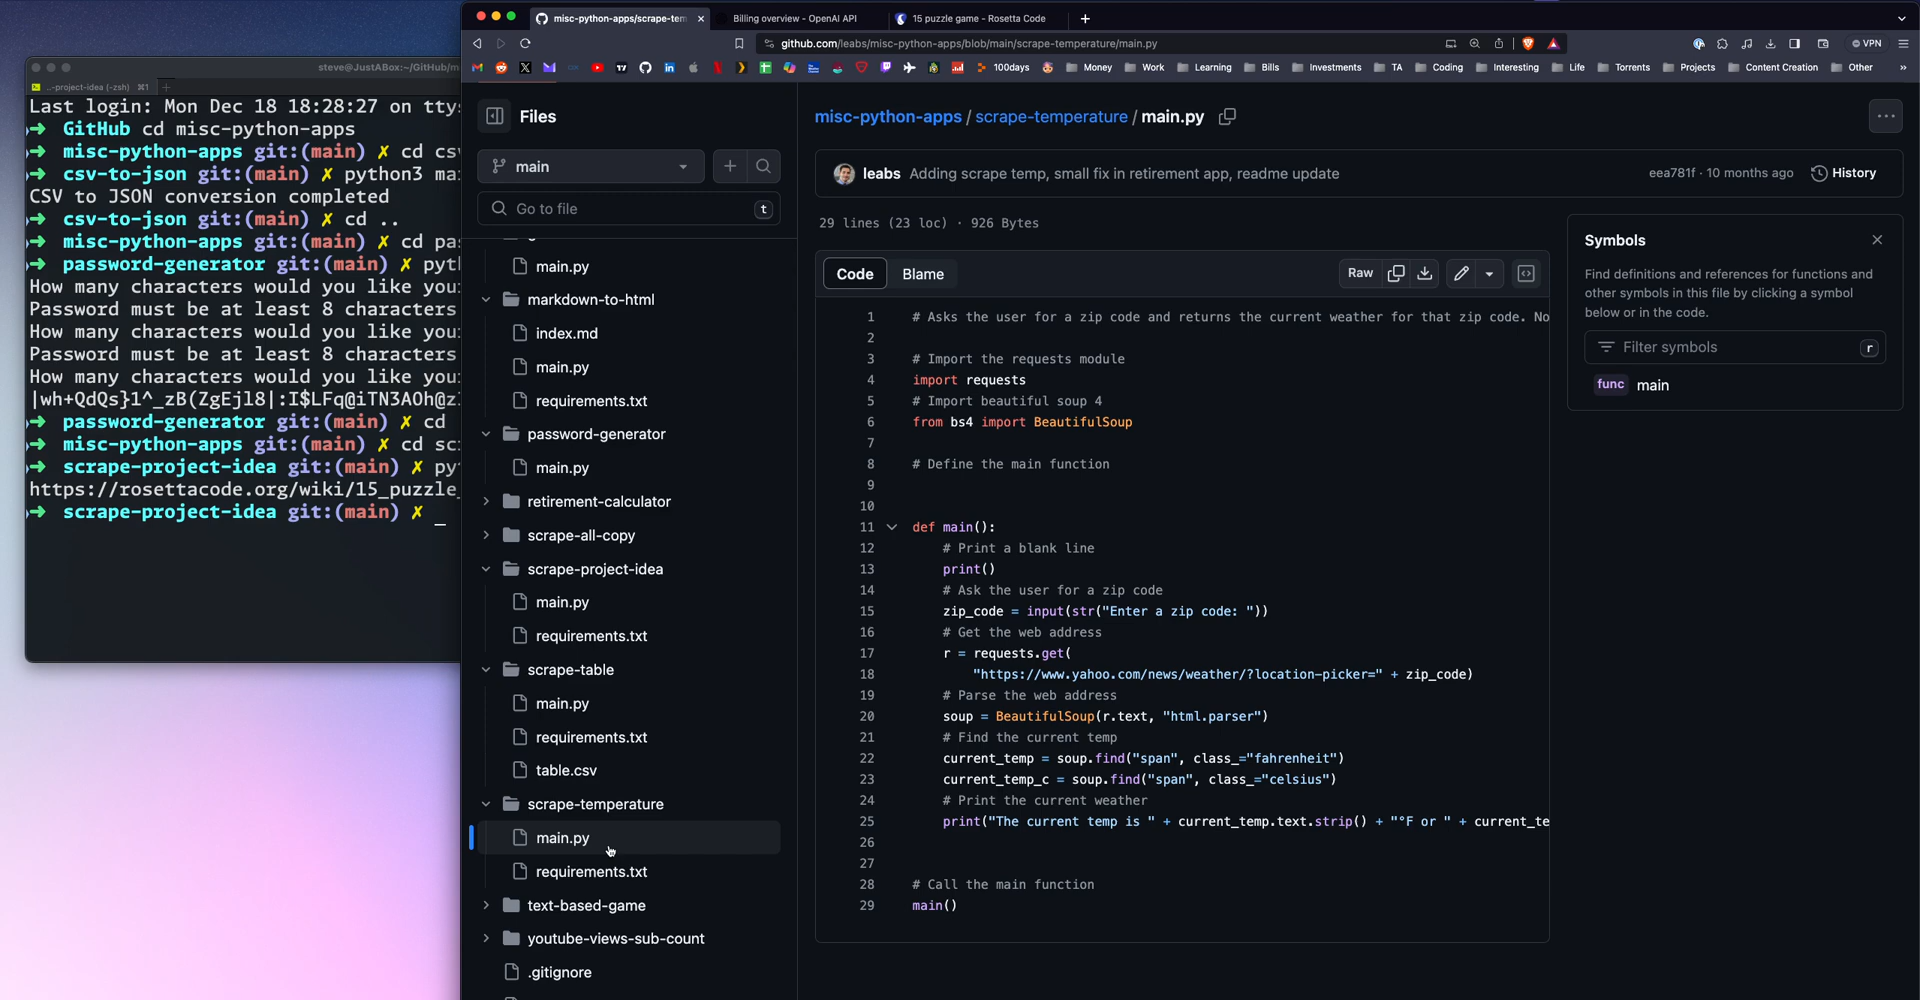 steve@JustABox:~/GitHub/m
..-project-idea (-zsh) ⌘1
Last login: Mon Dec 18 18:28:27 on ttys
➜ GitHub cd misc-python-apps
➜ misc-python-apps git:(main) ✗ cd csv
➜ csv-to-json git:(main) ✗ python3 ma
CSV to JSON conversion completed
➜ csv-to-json git:(main) ✗ cd ..
➜ misc-python-apps git:(main) ✗ cd pas
➜ password-generator git:(main) ✗ pyth
How many characters would you like you
Password must be at least 8 characters
How many characters would you like you
Password must be at least 8 characters
How many characters would you like you
|wh+QdQs}1^_zB(ZgEjl8|:I$LFq@iTN3AOh@z
➜ password-generator git:(main) ✗ cd
➜ misc-python-apps git:(main) ✗ cd sc
➜ scrape-project-idea git:(main) ✗ py
https://rosettacode.org/wiki/15_puzzle_
➜ scrape-project-idea git:(main) ✗ _
misc-python-apps/scrape-tem
Billing overview - OpenAI API
15 puzzle game - Rosetta Code
github.com/leabs/misc-python-apps/blob/main/scrape-temperature/main.py
VPN
100days
Money
Work
Learning
Bills
Investments
TA
Coding
Interesting
Life
Torrents
Projects
Content Creation
Other
»
Files
main
Go to file
t
main.py
markdown-to-html
index.md
main.py
requirements.txt
password-generator
main.py
retirement-calculator
scrape-all-copy
scrape-project-idea
main.py
requirements.txt
scrape-table
main.py
requirements.txt
table.csv
scrape-temperature
main.py
requirements.txt
text-based-game
youtube-views-sub-count
.gitignore
misc-python-apps / scrape-temperature / main.py
leabs Adding scrape temp, small fix in retirement app, readme update
eea781f · 10 months ago
History
29 lines (23 loc) · 926 Bytes
Code
Blame
Raw
1 # Asks the user for a zip code and returns the current weather for that zip code. No
2
3 # Import the requests module
4 import requests
5 # Import beautiful soup 4
6 from bs4 import BeautifulSoup
7
8 # Define the main function
9
10
11 def main():
12 # Print a blank line
13 print()
14 # Ask the user for a zip code
15 zip_code = input(str("Enter a zip code: "))
16 # Get the web address
17 r = requests.get(
18 "https://www.yahoo.com/news/weather/?location-picker=" + zip_code)
19 # Parse the web address
20 soup = BeautifulSoup(r.text, "html.parser")
21 # Find the current temp
22 current_temp = soup.find("span", class_="fahrenheit")
23 current_temp_c = soup.find("span", class_="celsius")
24 # Print the current weather
25 print("The current temp is " + current_temp.text.strip() + "°F or " + current_te
26
27
28 # Call the main function
29 main()
Symbols
Find definitions and references for functions and
other symbols in this file by clicking a symbol
below or in the code.
Filter symbols
r
func main